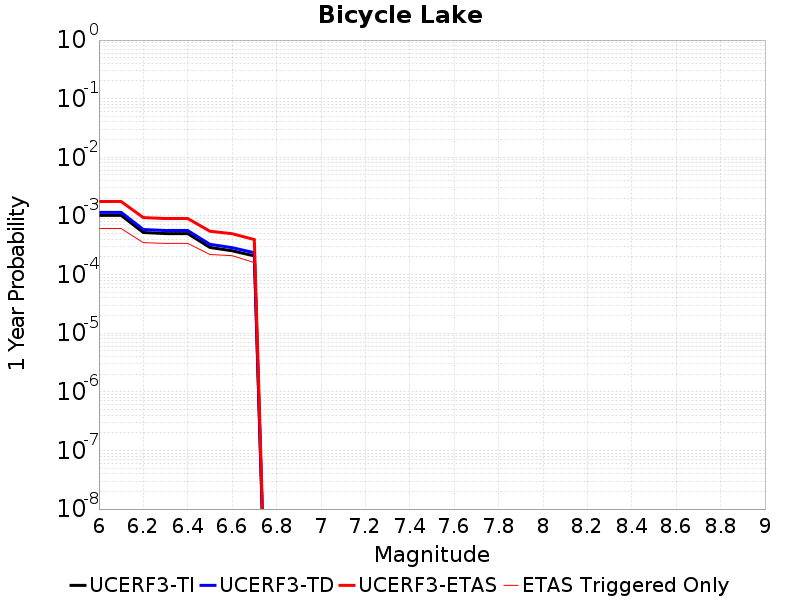 Bicycle Lake
10^0
10^-1
10^-2
10^-3
10^-4
10^-5
10^-6
10^-7
10^-8
1 Year Probability
6 6.2 6.4 6.6 6.8 7 7.2 7.4 7.6 7.8 8 8.2 8.4 8.6 8.8 9
Magnitude
UCERF3-TI UCERF3-TD UCERF3-ETAS ETAS Triggered Only